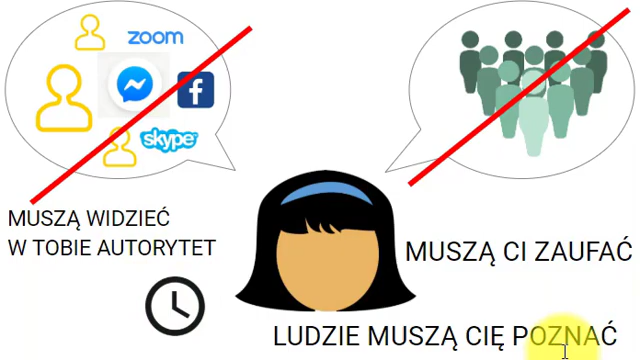 zoom
f
skype
MUSZĄ WIDZIEĆ
W TOBIE AUTORYTET
MUSZĄ CI ZAUFAĆ
LUDZIE MUSZĄ CIĘ POZNAĆ